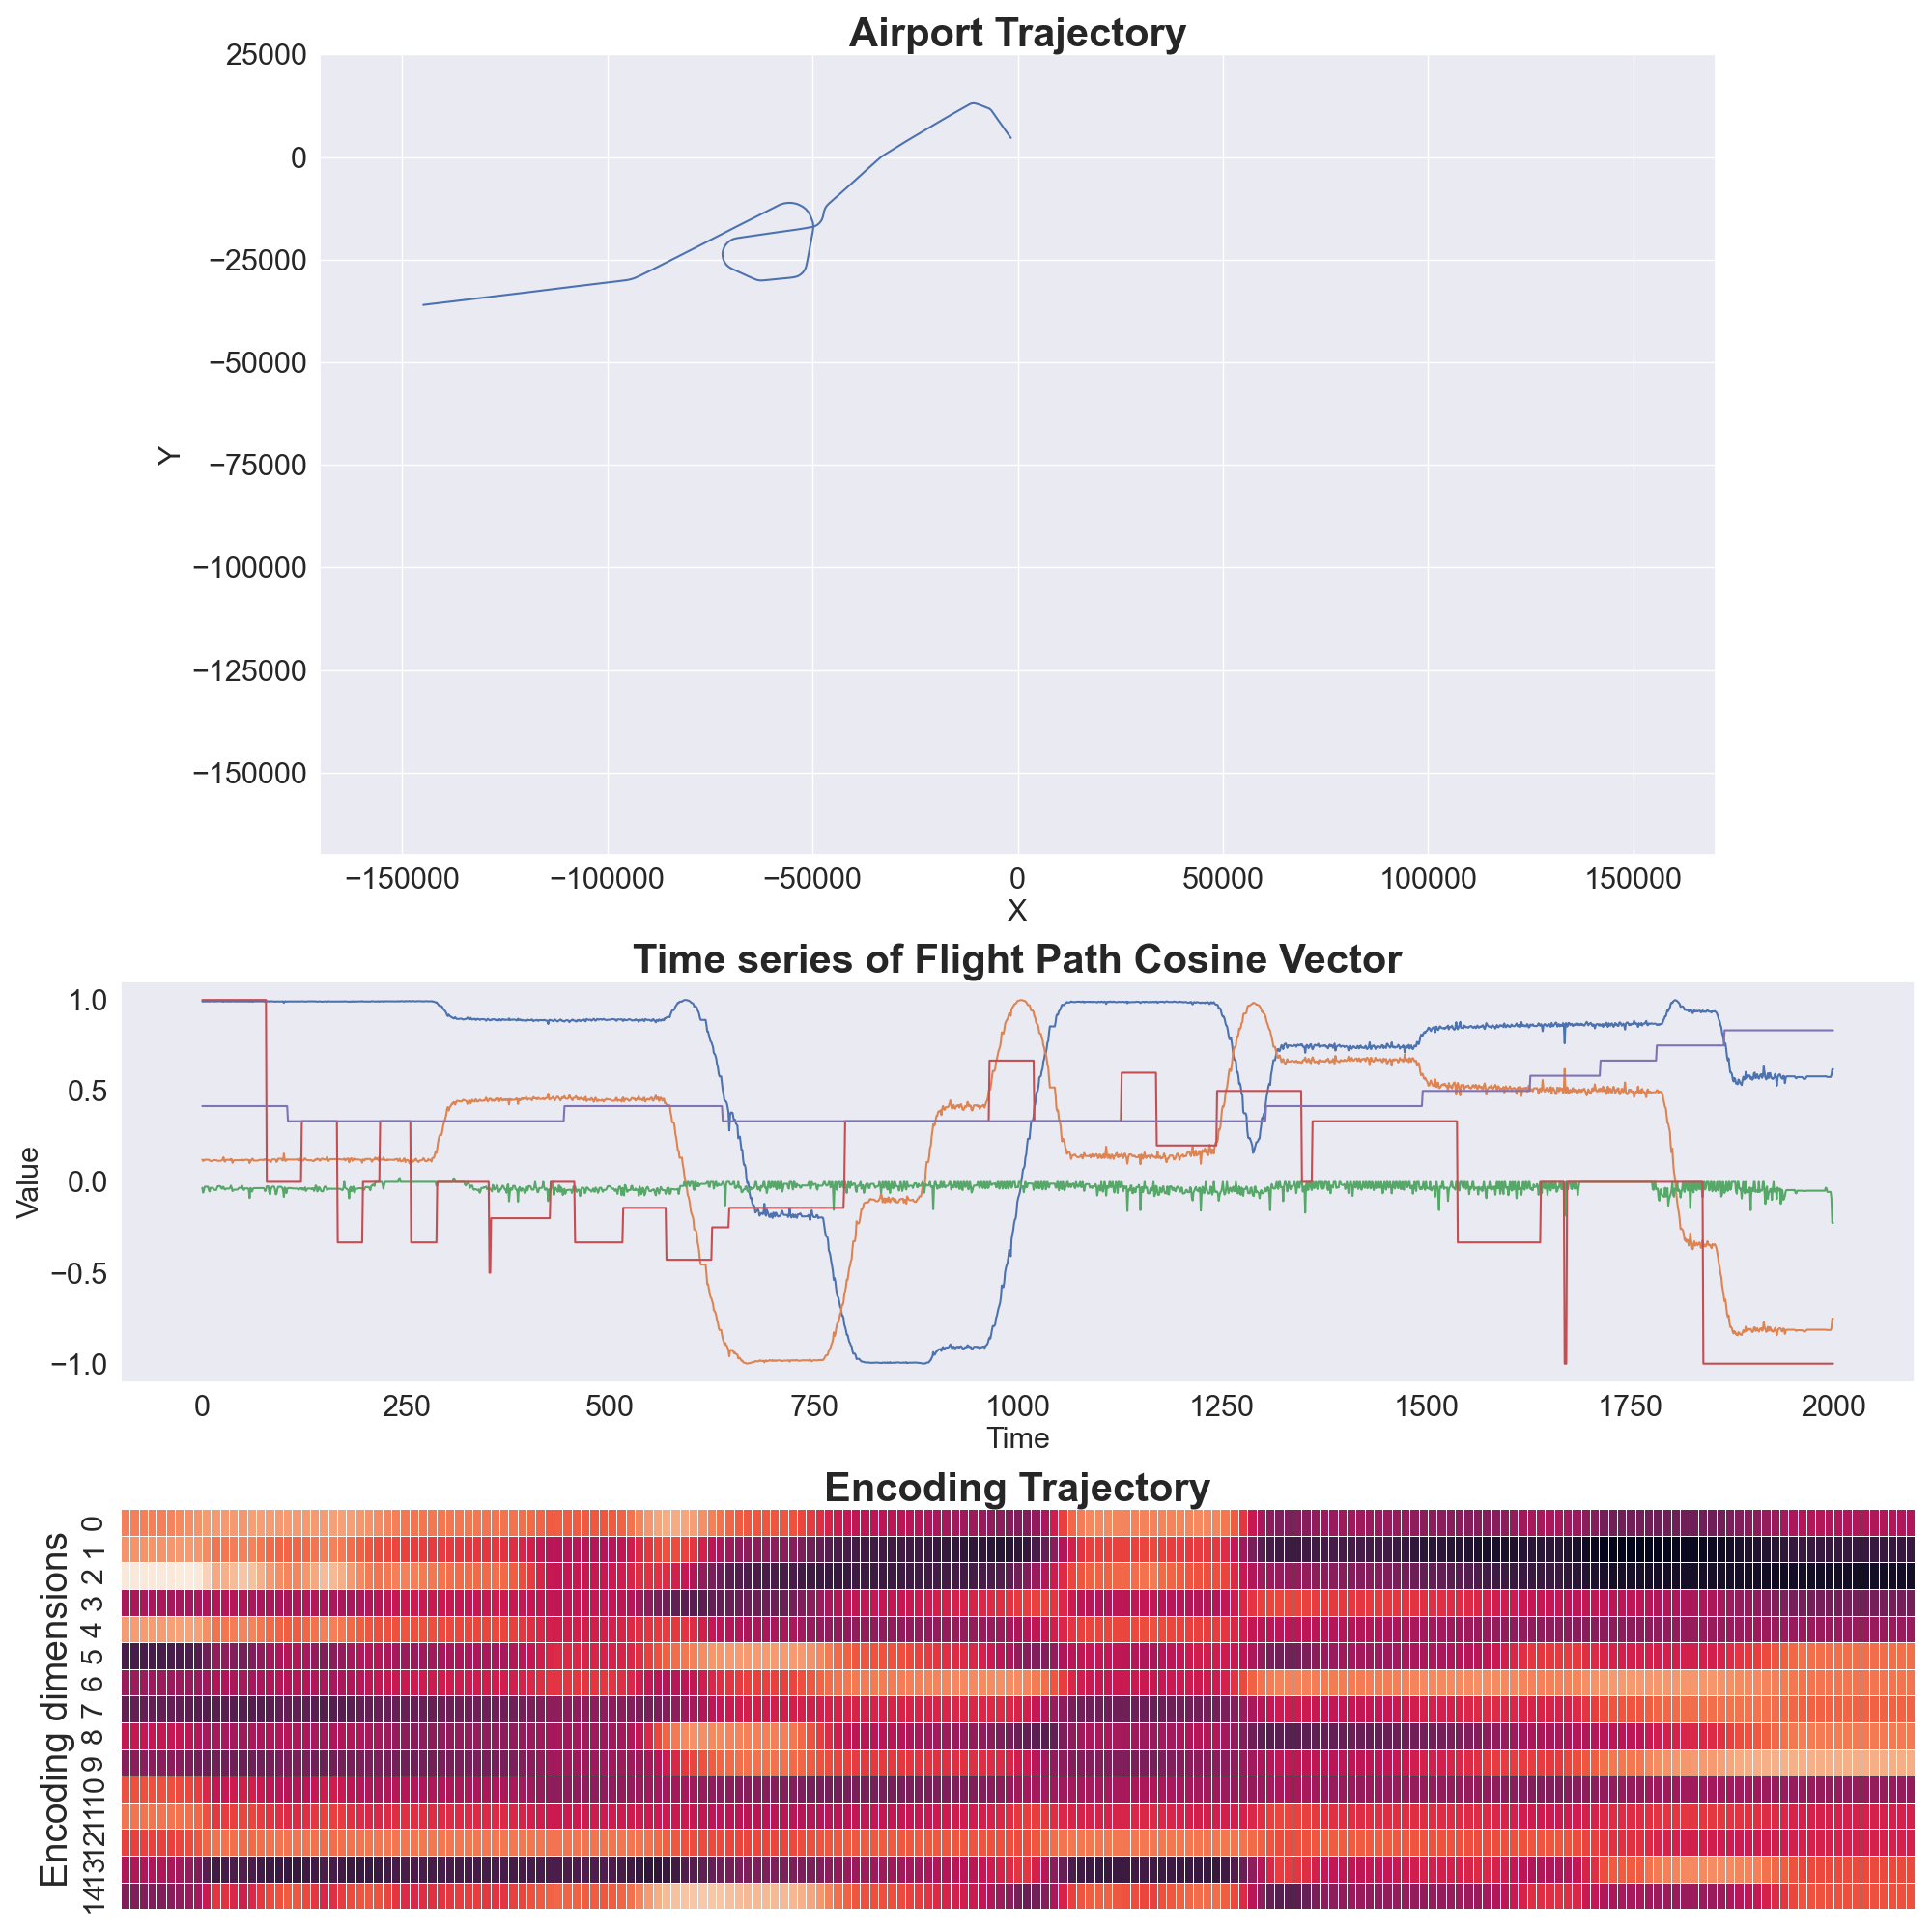 Airport Trajectory
25000
0
−25000
−50000
−75000
−100000
−125000
−150000
Y
−150000 −100000 −50000 0 50000 100000 150000
X
Time series of Flight Path Cosine Vector
1.0
0.5
0.0
−0.5
−1.0
Value
0 250 500 750 1000 1250 1500 1750 2000
Time
Encoding Trajectory
Encoding dimensions
0
1
2
3
4
5
6
7
8
9
10
11
12
13
14